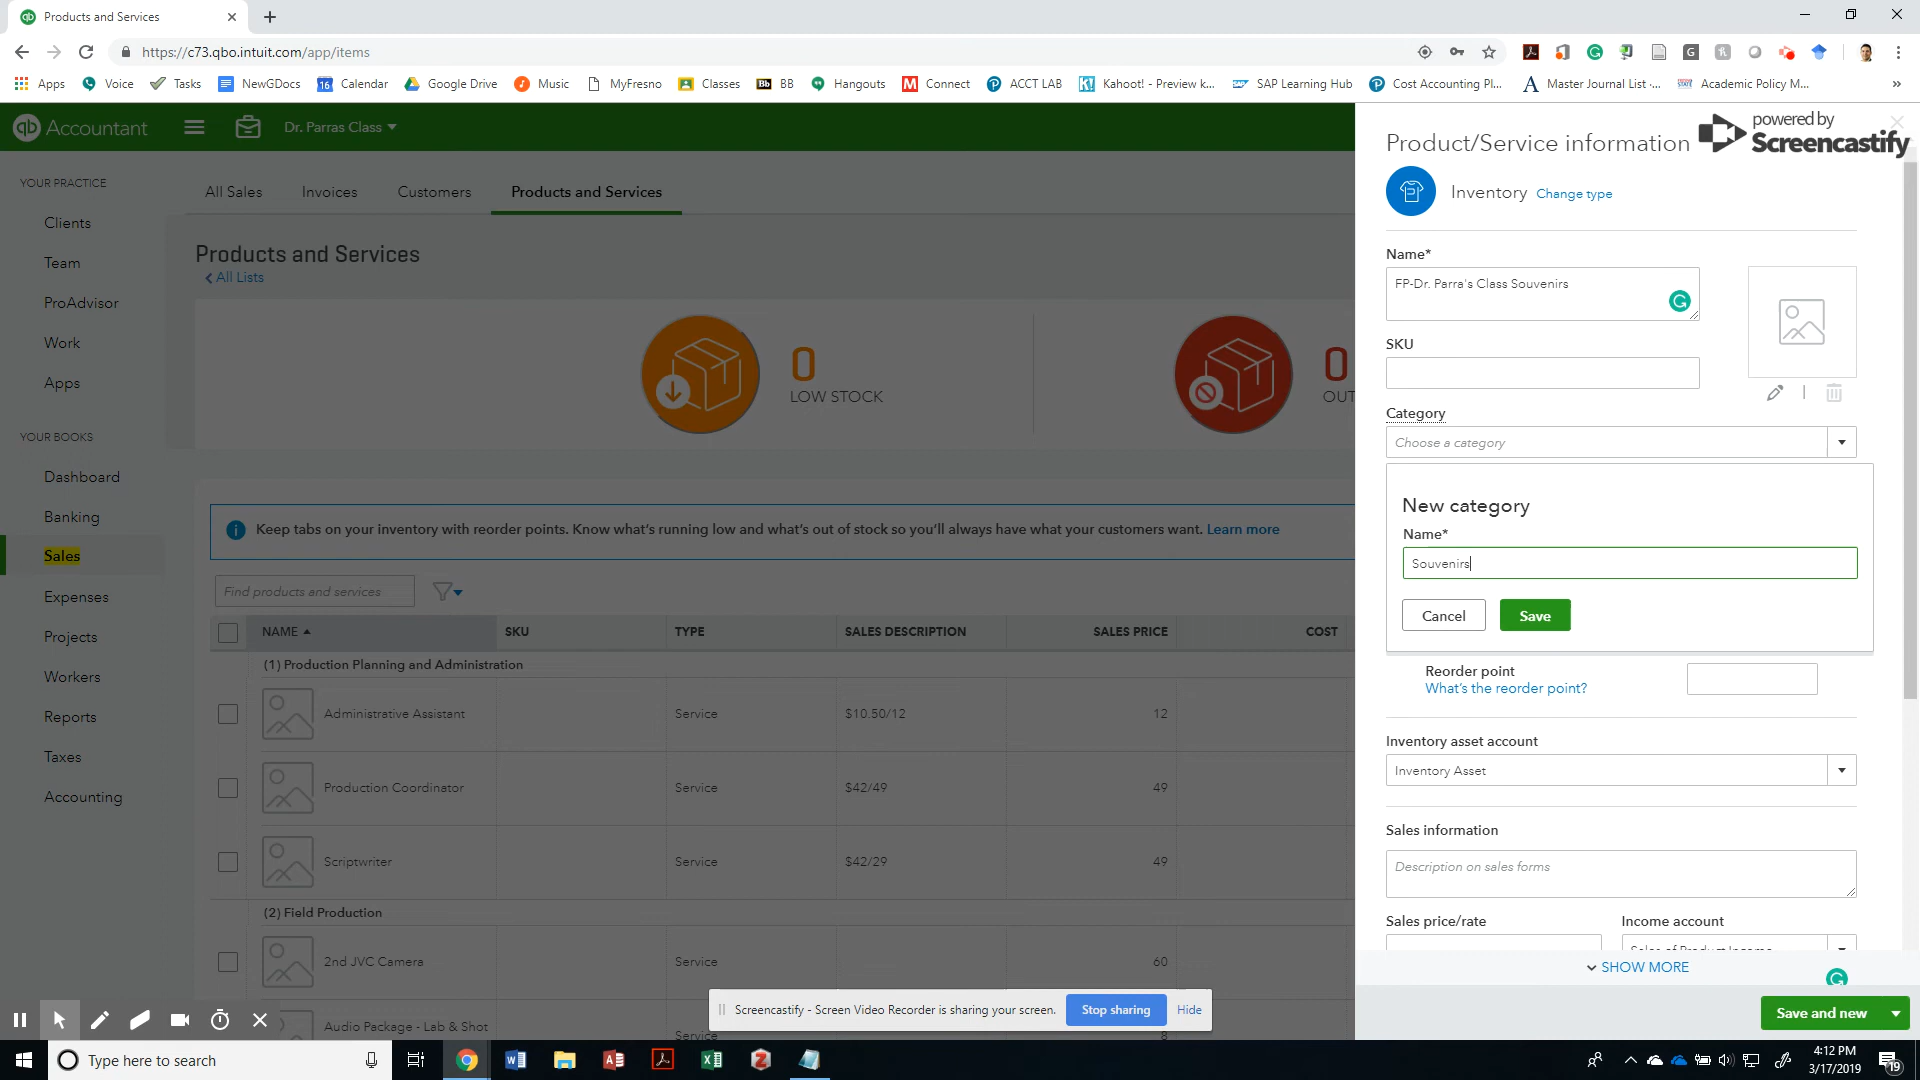 Products and Services
https://c73.qbo.intuit.com/app/items
Apps Voice Tasks NewGDocs Calendar Google Drive Music MyFresno Classes BB Hangouts Connect ACCT LAB Kahoot! - Preview k... SAP Learning Hub Cost Accounting Pl... Master Journal List -... Academic Policy M... »
qb Accountant Dr. Parras Class
YOUR PRACTICE
Clients
Team
ProAdvisor
Work
Apps
YOUR BOOKS
Dashboard
Banking
Sales
Expenses
Projects
Workers
Reports
Taxes
Accounting
All Sales Invoices Customers Products and Services
Products and Services
All Lists
0
LOW STOCK
0
OUT
Keep tabs on your inventory with reorder points. Know what's running low and what's out of stock so you'll always have what your customers want. Learn more
Find products and services
NAME SKU TYPE SALES DESCRIPTION SALES PRICE COST
(1) Production Planning and Administration
Administrative Assistant Service $10.50/12 12
Production Coordinator Service $42/49 49
Scriptwriter Service $42/29 49
(2) Field Production
2nd JVC Camera Service 60
Audio Package - Lab & Shot
Service 8
powered by
Screencastify
Product/Service information
Inventory Change type
Name*
FP-Dr. Parra's Class Souvenirs
SKU
Category
Choose a category
New category
Name*
Souvenirs
Cancel Save
Reorder point
What's the reorder point?
Inventory asset account
Inventory Asset
Sales information
Description on sales forms
Sales price/rate Income account
Sales of Product Income
SHOW MORE
Save and new
Screencastify - Screen Video Recorder is sharing your screen. Stop sharing Hide
Type here to search
4:12 PM
3/17/2019
19